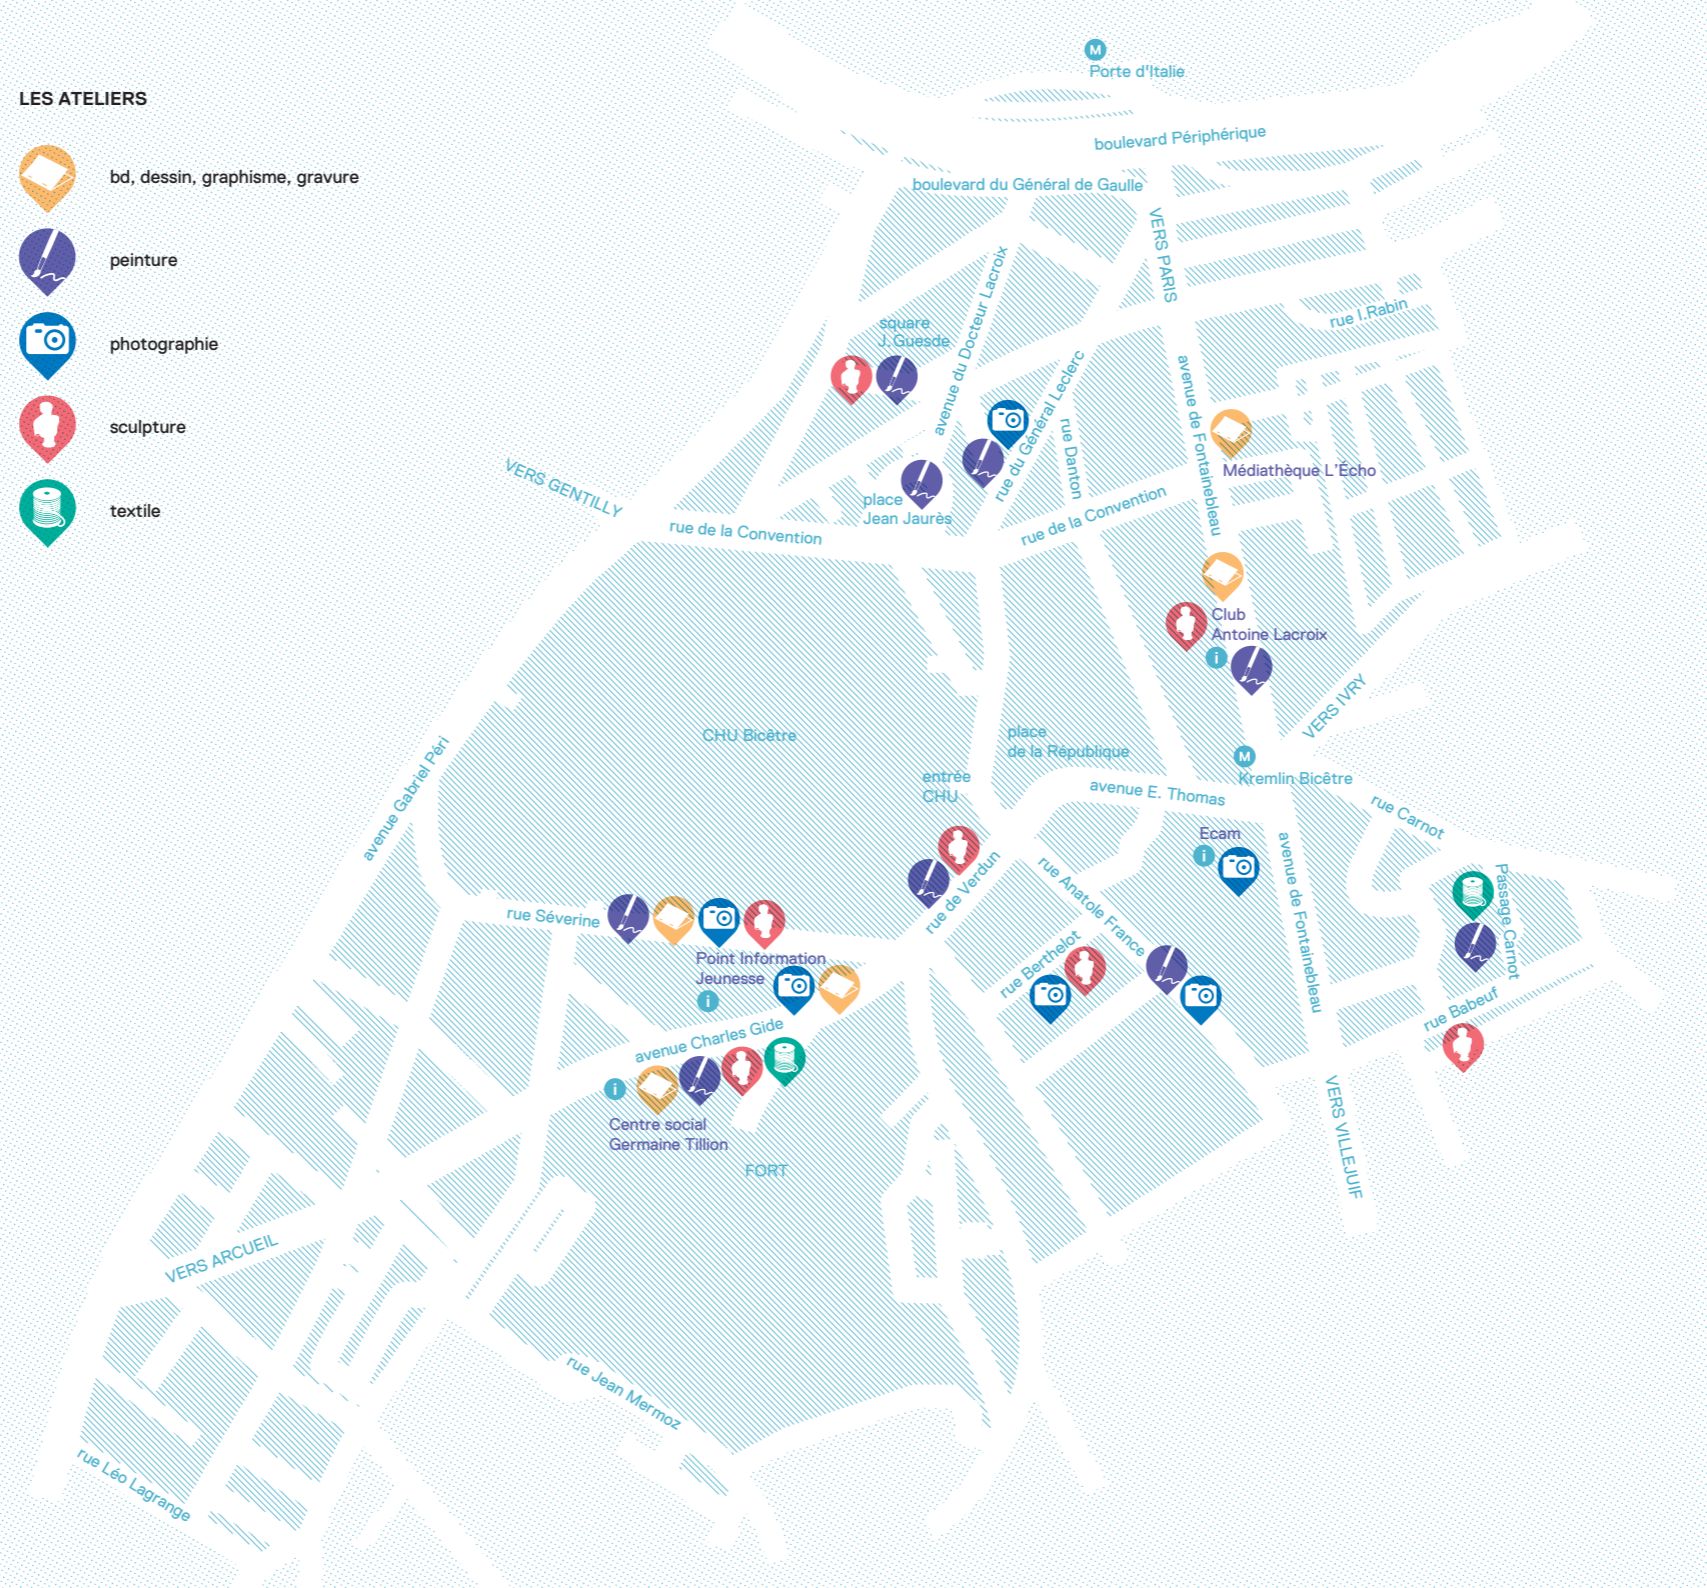 LES ATELIERS
bd, dessin, graphisme, gravure
peinture
photographie
sculpture
textile
M
Porte d'Italie
boulevard Périphérique
boulevard du Général de Gaulle
VERS PARIS
avenue du Docteur Lacroix
square
J.Guesde
rue I.Rabin
rue du Général Leclerc
rue Danton
avenue de Fontainebleau
Médiathèque L'Écho
VERS GENTILLY
place
Jean Jaurès
rue de la Convention
rue de la Convention
Club
Antoine Lacroix
i
VERS IVRY
CHU Bicêtre
place
de la République
M
Kremlin Bicêtre
entrée
CHU
avenue E. Thomas
rue Carnot
avenue Gabriel Péri
Ecam
i
avenue de Fontainebleau
Passage Carnot
rue de Verdun
rue Anatole France
rue Séverine
rue Berthelot
Point Information
Jeunesse
i
rue Babeuf
avenue Charles Gide
i
Centre social
Germaine Tillion
FORT
VERS VILLEJUIF
VERS ARCUEIL
rue Jean Mermoz
rue Léo Lagrange